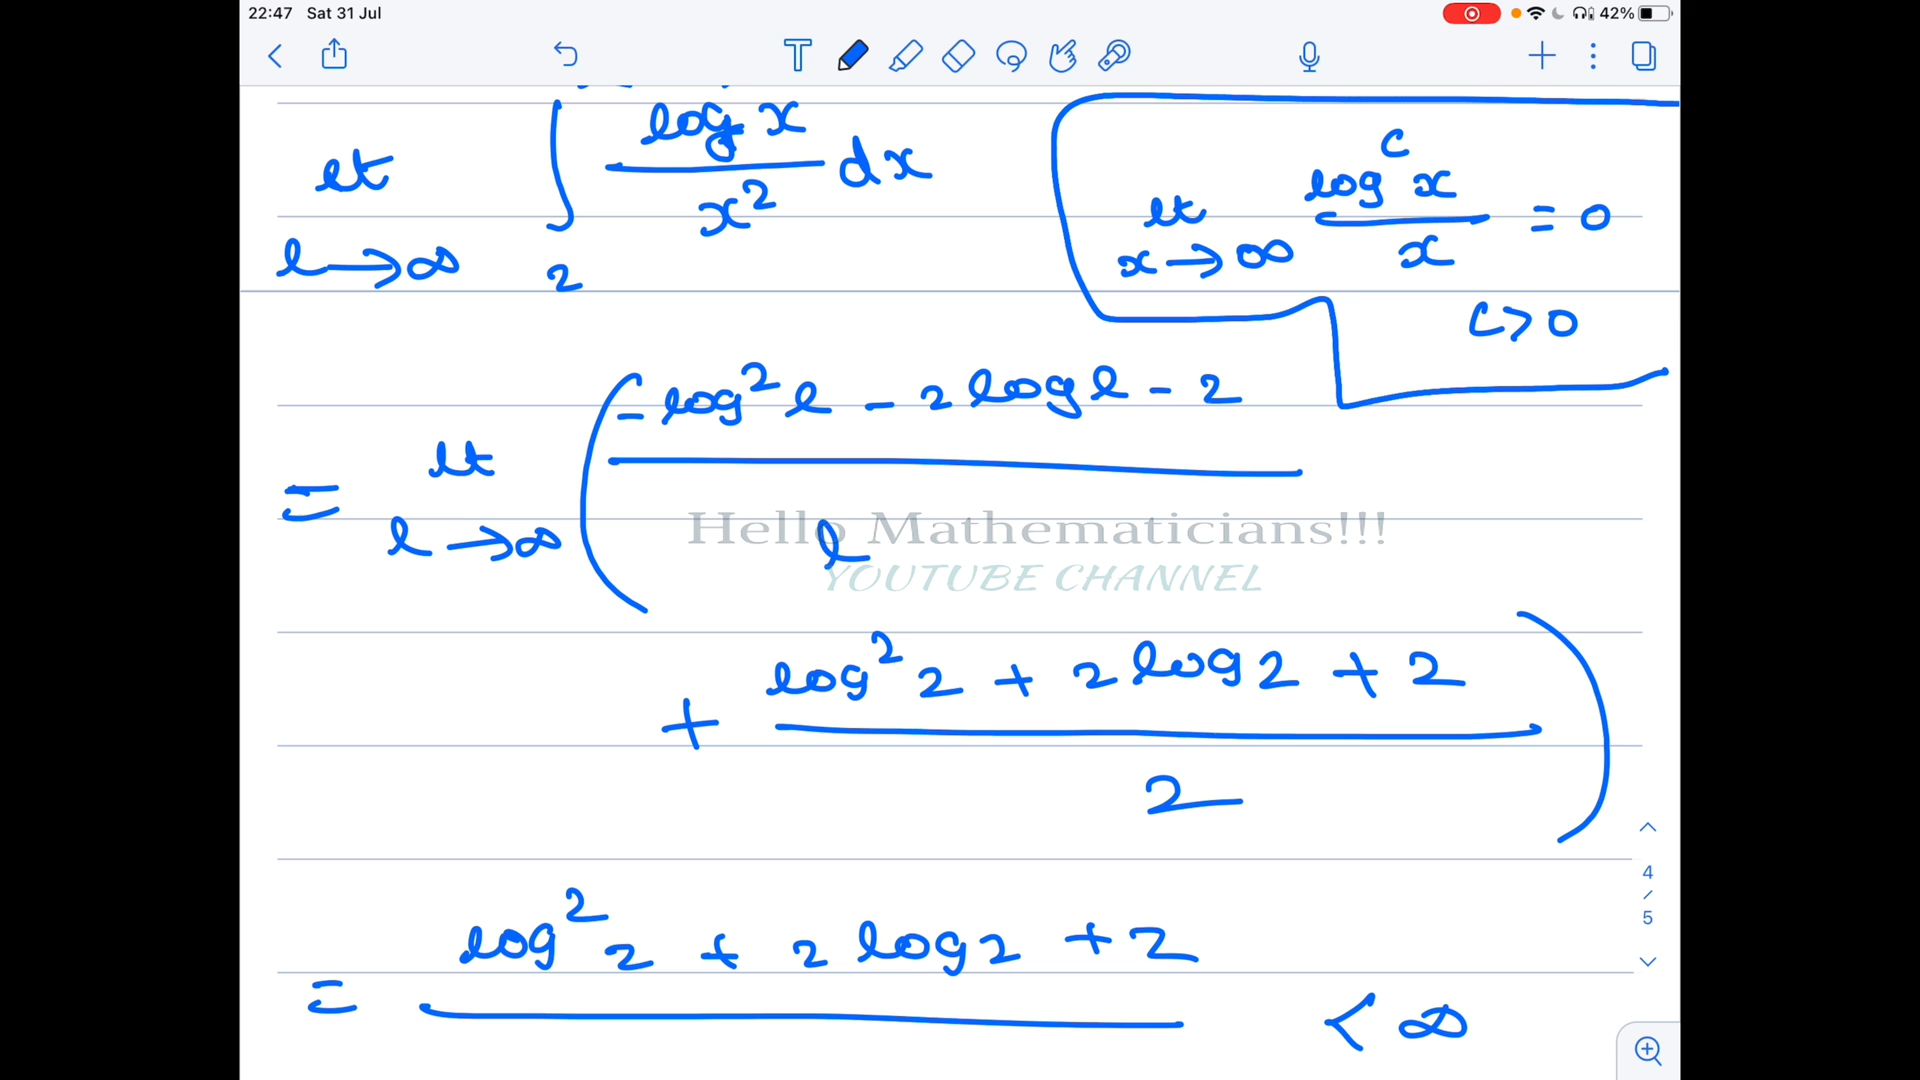 22:47 Sat 31 Jul 42%
lt l→∞ ∫₂ log x / x² dx
lt x→∞ logᶜ x / x = 0
c > 0
= lt l→∞ ( (- log² l - 2 log l - 2) / l
Hello Mathematicians!!!
YOUTUBE CHANNEL
+ (log² 2 + 2 log 2 + 2) / 2 )
4 / 5
= log² 2 + 2 log 2 + 2 < ∞